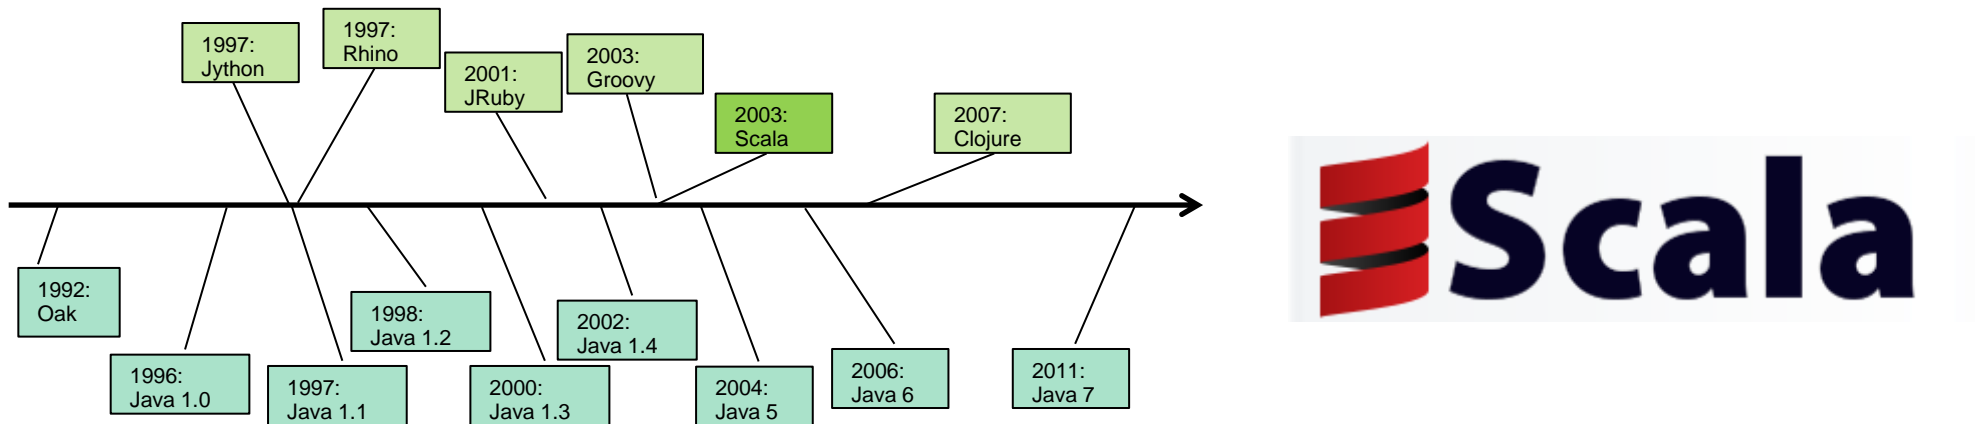 1997:
Jython
1997:
Rhino
2001:
JRuby
2003:
Groovy
2003:
Scala
2007:
Clojure
Scala
1992:
Oak
1996:
Java 1.0
1997:
Java 1.1
1998:
Java 1.2
2000:
Java 1.3
2002:
Java 1.4
2004:
Java 5
2006:
Java 6
2011:
Java 7